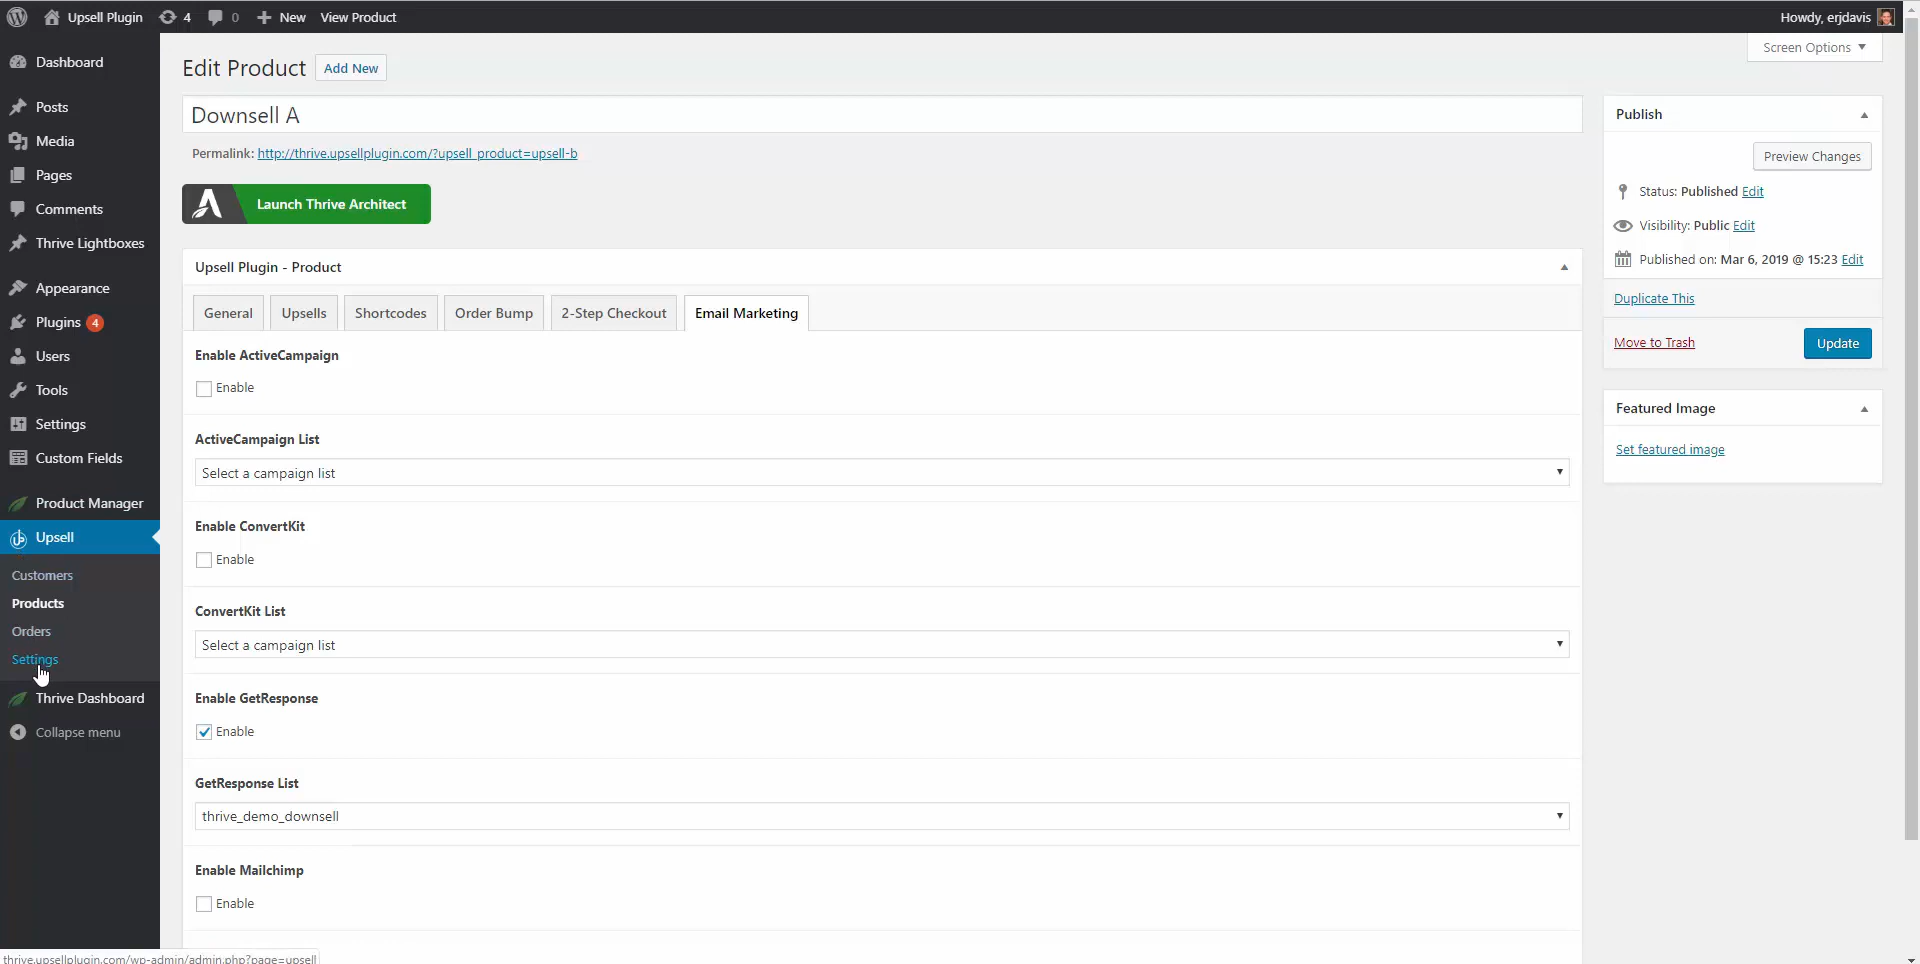 Upsell Plugin 4 0 New View Product Howdy, erjdavis
Screen Options
Dashboard
Posts
Media
Pages
Comments
Thrive Lightboxes
Appearance
Plugins 4
Users
Tools
Settings
Custom Fields
Product Manager
Upsell
Customers
Products
Orders
Settings
Thrive Dashboard
Collapse menu
Edit Product Add New
Downsell A
Permalink: http://thrive.upsellplugin.com/?upsell_product=upsell-b
Launch Thrive Architect
Upsell Plugin - Product
General Upsells Shortcodes Order Bump 2-Step Checkout Email Marketing
Enable ActiveCampaign
Enable
ActiveCampaign List
Select a campaign list
Enable ConvertKit
Enable
ConvertKit List
Select a campaign list
Enable GetResponse
Enable
GetResponse List
thrive_demo_downsell
Enable Mailchimp
Enable
Publish
Preview Changes
Status: Published Edit
Visibility: Public Edit
Published on: Mar 6, 2019 @ 15:23 Edit
Duplicate This
Move to Trash Update
Featured Image
Set featured image
thrive.upsellplugin.com/wp-admin/admin.php?page=upsell